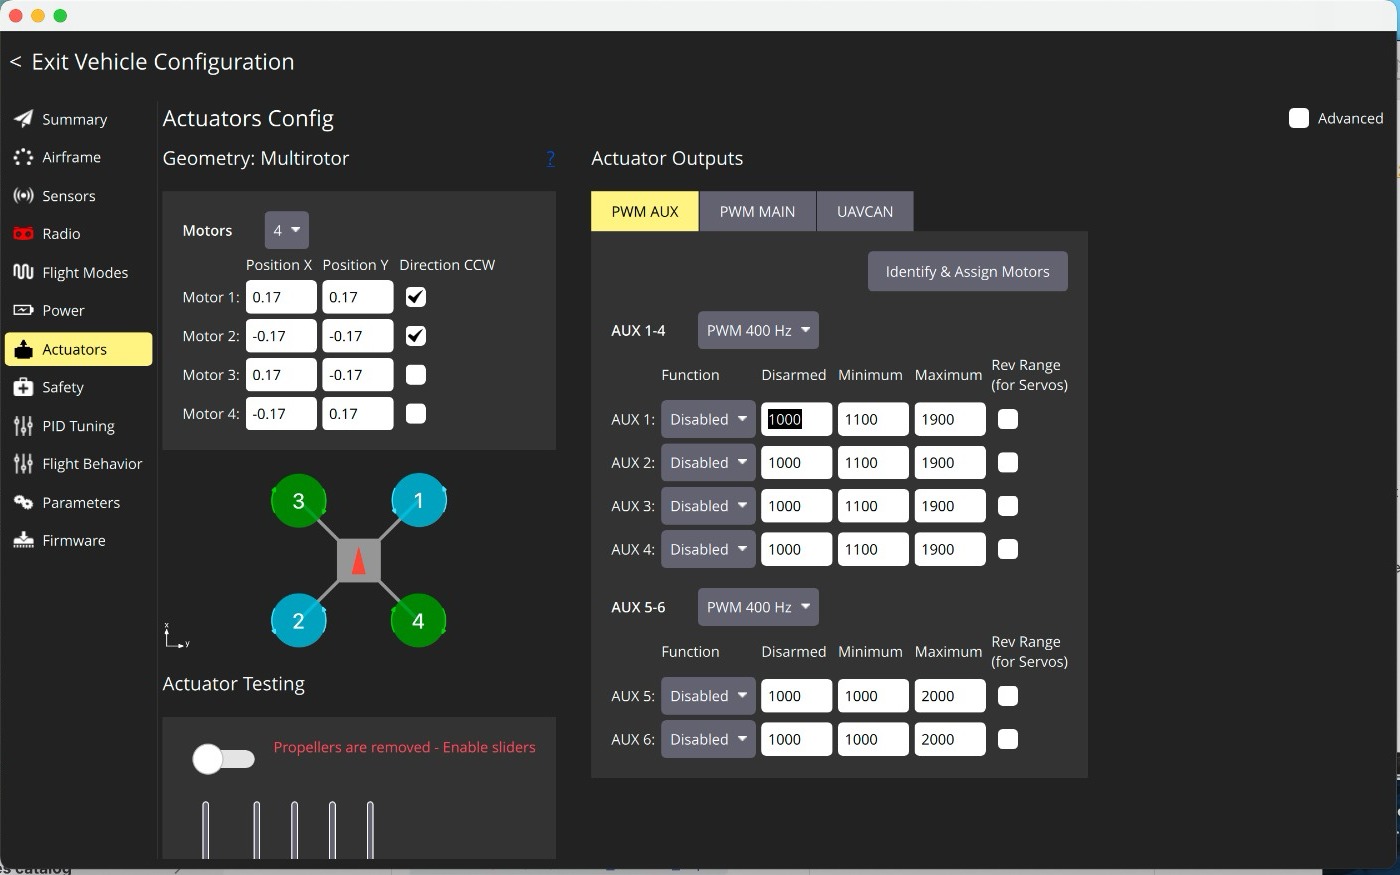 < Exit Vehicle Configuration
Summary
Airframe
Sensors
Radio
Flight Modes
Power
Actuators
Safety
PID Tuning
Flight Behavior
Parameters
Firmware
Actuators Config
Advanced
Geometry: Multirotor ?
Motors 4
Position X Position Y Direction CCW
Motor 1: 0.17 0.17
Motor 2: -0.17 -0.17
Motor 3: 0.17 -0.17
Motor 4: -0.17 0.17
3 1
2 4
x
y
Actuator Testing
Propellers are removed - Enable sliders
Actuator Outputs
PWM AUX PWM MAIN UAVCAN
Identify & Assign Motors
AUX 1-4 PWM 400 Hz
Function Disarmed Minimum Maximum Rev Range
(for Servos)
AUX 1: Disabled 1000 1100 1900
AUX 2: Disabled 1000 1100 1900
AUX 3: Disabled 1000 1100 1900
AUX 4: Disabled 1000 1100 1900
AUX 5-6 PWM 400 Hz
Function Disarmed Minimum Maximum Rev Range
(for Servos)
AUX 5: Disabled 1000 1000 2000
AUX 6: Disabled 1000 1000 2000
catalog